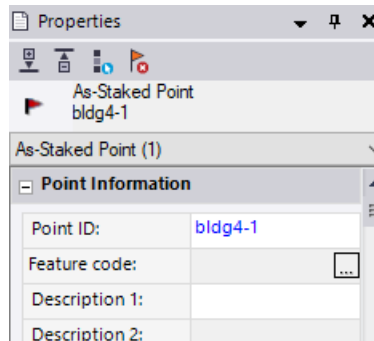 Properties
As-Staked Point
bldg4-1
As-Staked Point (1)
Point Information
Point ID: bldg4-1
Feature code: ...
Description 1:
Description 2: